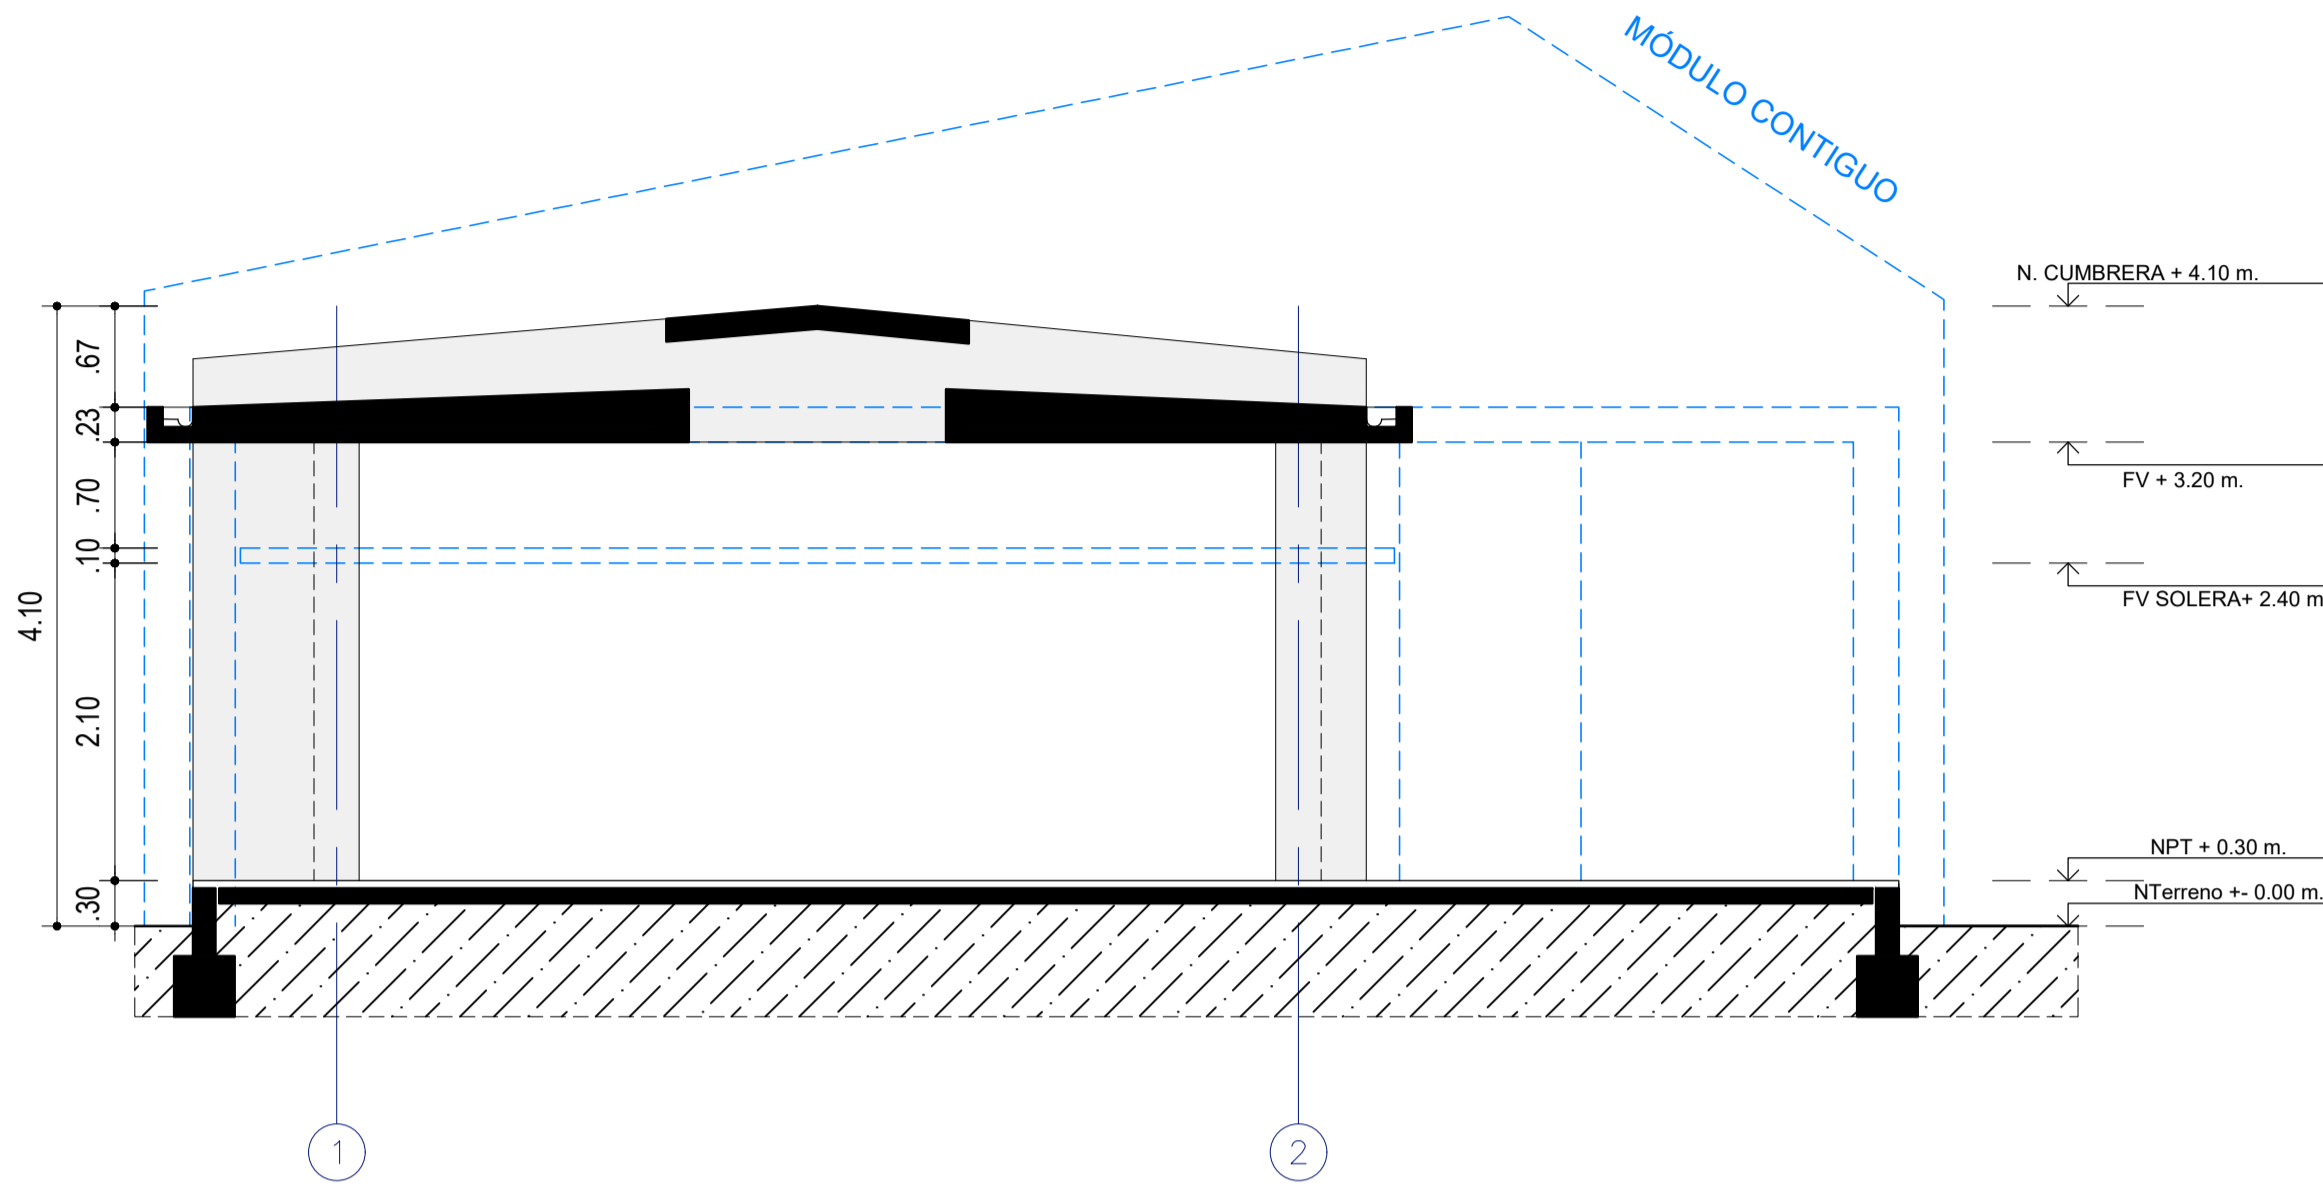 MÓDULO CONTIGUO
N. CUMBRERA + 4.10 m.
.67
.23
FV + 3.20 m.
.70
.10
FV SOLERA+ 2.40 m
4.10
2.10
NPT + 0.30 m.
.30
NTerreno +- 0.00 m.
1
2